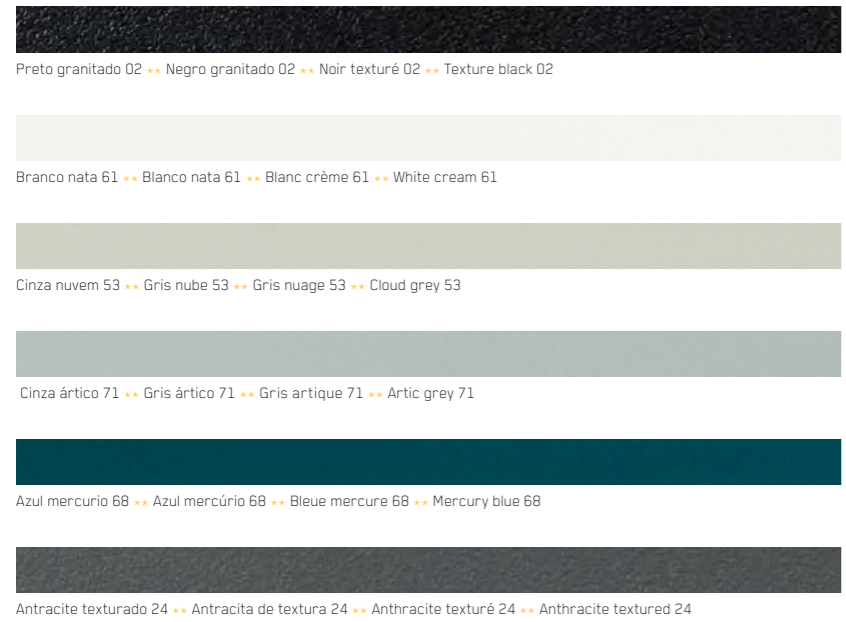 Preto granitado 02 ** Negro granitado 02 ** Noir texturé 02 ** Texture black 02
Branco nata 61 ** Blanco nata 61 ** Blanc crème 61 ** White cream 61
Cinza nuvem 53 ** Gris nube 53 ** Gris nuage 53 ** Cloud grey 53
Cinza ártico 71 ** Gris ártico 71 ** Gris artique 71 ** Artic grey 71
Azul mercurio 68 ** Azul mercúrio 68 ** Bleue mercure 68 ** Mercury blue 68
Antracite texturado 24 ** Antracita de textura 24 ** Anthracite texturé 24 ** Anthracite textured 24